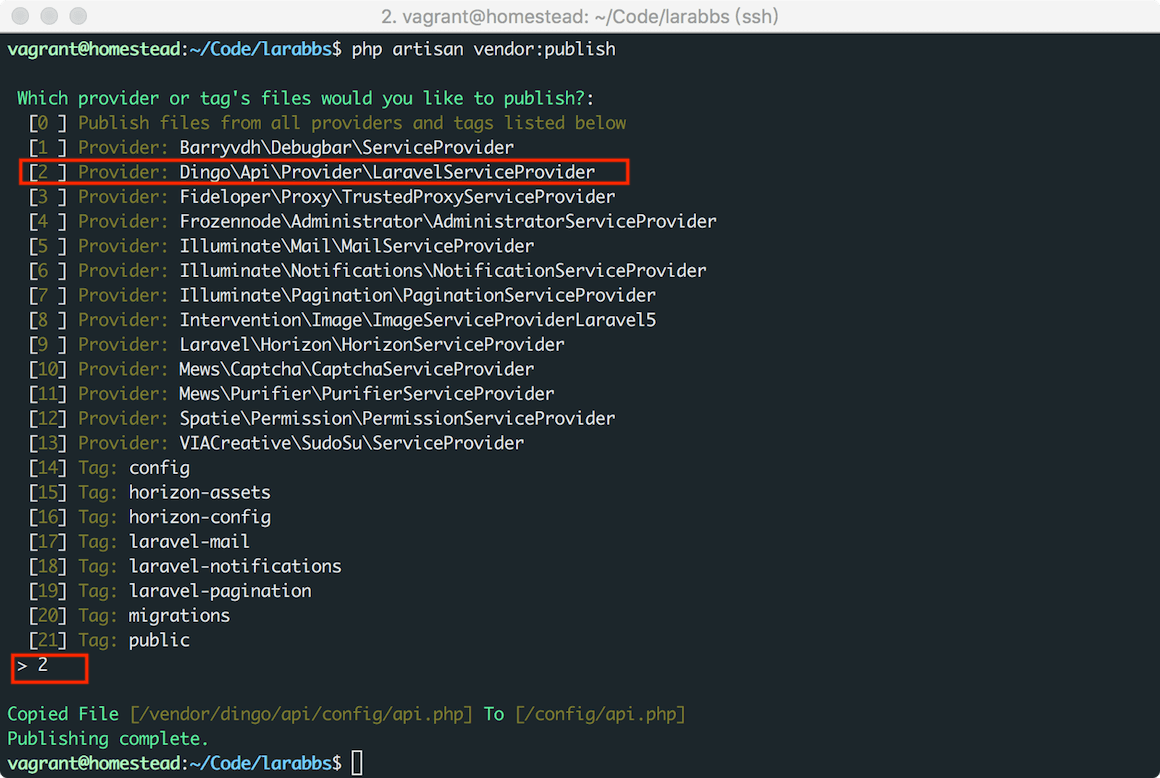 2. vagrant@homestead: ~/Code/larabbs (ssh)
vagrant@homestead:~/Code/larabbs$ php artisan vendor:publish
Which provider or tag's files would you like to publish?:
[0 ] Publish files from all providers and tags listed below
[1 ] Provider: Barryvdh\Debugbar\ServiceProvider
[2 ] Provider: Dingo\Api\Provider\LaravelServiceProvider
[3 ] Provider: Fideloper\Proxy\TrustedProxyServiceProvider
[4 ] Provider: Frozennode\Administrator\AdministratorServiceProvider
[5 ] Provider: Illuminate\Mail\MailServiceProvider
[6 ] Provider: Illuminate\Notifications\NotificationServiceProvider
[7 ] Provider: Illuminate\Pagination\PaginationServiceProvider
[8 ] Provider: Intervention\Image\ImageServiceProviderLaravel5
[9 ] Provider: Laravel\Horizon\HorizonServiceProvider
[10] Provider: Mews\Captcha\CaptchaServiceProvider
[11] Provider: Mews\Purifier\PurifierServiceProvider
[12] Provider: Spatie\Permission\PermissionServiceProvider
[13] Provider: VIACreative\SudoSu\ServiceProvider
[14] Tag: config
[15] Tag: horizon-assets
[16] Tag: horizon-config
[17] Tag: laravel-mail
[18] Tag: laravel-notifications
[19] Tag: laravel-pagination
[20] Tag: migrations
[21] Tag: public
> 2
Copied File [/vendor/dingo/api/config/api.php] To [/config/api.php]
Publishing complete.
vagrant@homestead:~/Code/larabbs$